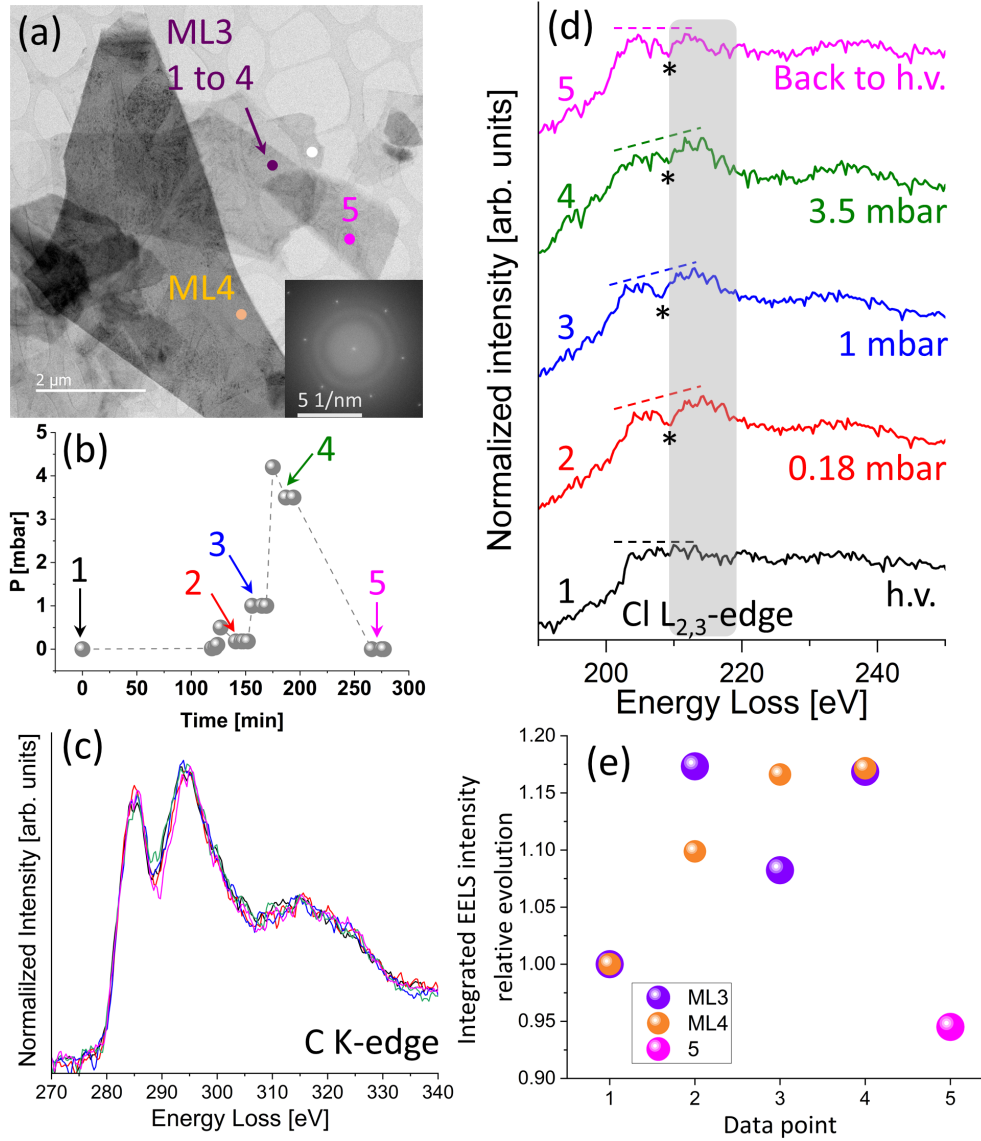 (a)
ML3
1 to 4
5
ML4
2 µm
5 1/nm
(b)
P [mbar]
5
4
3
2
1
0
1
2
3
4
5
0 50 100 150 200 250 300
Time [min]
(c)
Normalized Intensity [arb. units]
C K-edge
270 280 290 300 310 320 330 340
Energy Loss [eV]
(d)
Normalized intensity [arb. units]
5
*
Back to h.v.
4
*
3.5 mbar
3
*
1 mbar
2
*
0.18 mbar
1
h.v.
Cl L2,3-edge
200 220 240
Energy Loss [eV]
(e)
Integrated EELS intensity
relative evolution
1.20
1.15
1.10
1.05
1.00
0.95
0.90
ML3
ML4
5
1 2 3 4 5
Data point